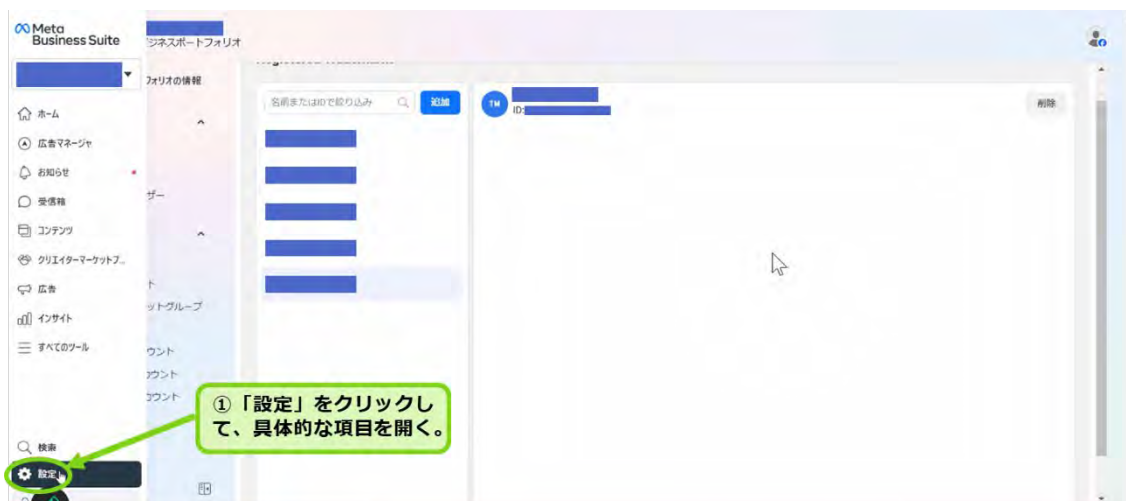 Meta
Business Suite
ビジネスポートフォリオ
フォリオの情報
名前またはIDで絞り込み
追加
TM
ID:
削除
ホーム
広告マネージャ
お知らせ
受信箱
コンテンツ
クリエイターマーケットプ...
広告
インサイト
すべてのツール
ザー
ト
ットグループ
ウント
カウント
カウント
①「設定」をクリックし
て、具体的な項目を開く。
検索
設定